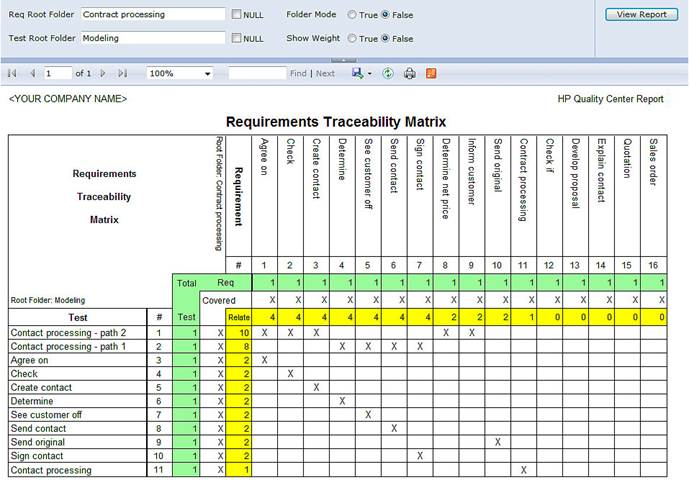 Req Root Folder Contract processing NULL Folder Mode True False View Report
Test Root Folder Modeling NULL Show Weight True False
1 of 1 100% Find | Next
<YOUR COMPANY NAME> HP Quality Center Report
Requirements Traceability Matrix
Requirements Traceability Matrix
Root Folder: Contract processing
Requirement
Agree on
Check
Create contact
Determine
See customer off
Send contact
Sign contact
Determine net price
Inform customer
Send original
Contract processing
Check if
Develop proposal
Explain contact
Quotation
Sales order
# 1 2 3 4 5 6 7 8 9 10 11 12 13 14 15 16
Total Req 1 1 1 1 1 1 1 1 1 1 1 1 1 1 1 1
Root Folder: Modeling Covered X X X X X X X X X X X X X X X X
Test # Test Relate 4 4 4 4 4 4 4 2 2 2 1 0 0 0 0 0
Contact processing - path 2 1 1 X 10 X X X X X
Contact processing - path 1 2 1 X 8 X X X X
Agree on 3 1 X 2 X
Check 4 1 X 2 X
Create contact 5 1 X 2 X
Determine 6 1 X 2 X
See customer off 7 1 X 2 X
Send contact 8 1 X 2 X
Send original 9 1 X 2 X
Sign contact 10 1 X 2 X
Contact processing 11 1 X 1 X